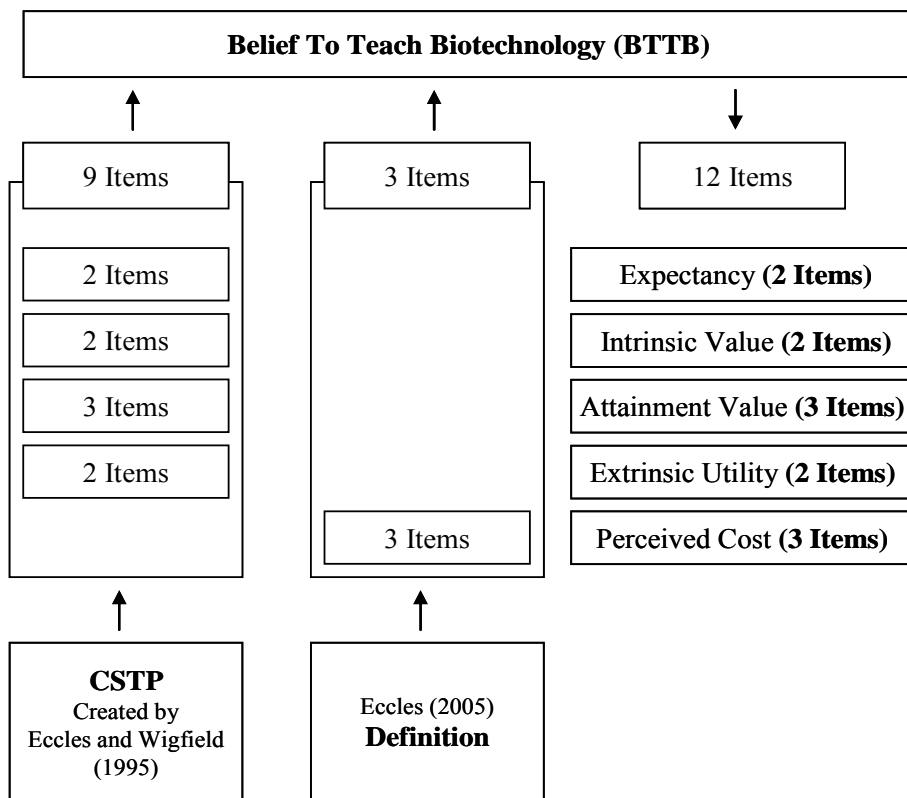 Belief To Teach Biotechnology (BTTB)
9 Items
3 Items
12 Items
2 Items
Expectancy (2 Items)
2 Items
Intrinsic Value (2 Items)
3 Items
Attainment Value (3 Items)
2 Items
Extrinsic Utility (2 Items)
3 Items
Perceived Cost (3 Items)
CSTP
Created by
Eccles and Wigfield
(1995)
Eccles (2005)
Definition